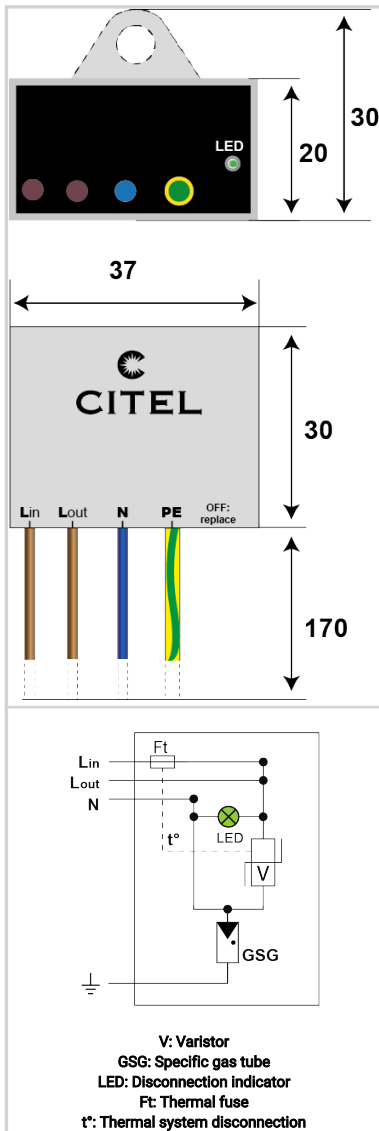 30
LED
20
37
CITEL
30
Lin Lout N PE OFF:
replace
170
Ft
Lin
Lout
N
t°
LED
V
GSG
V: Varistor
GSG: Specific gas tube
LED: Disconnection indicator
Ft: Thermal fuse
t°: Thermal system disconnection